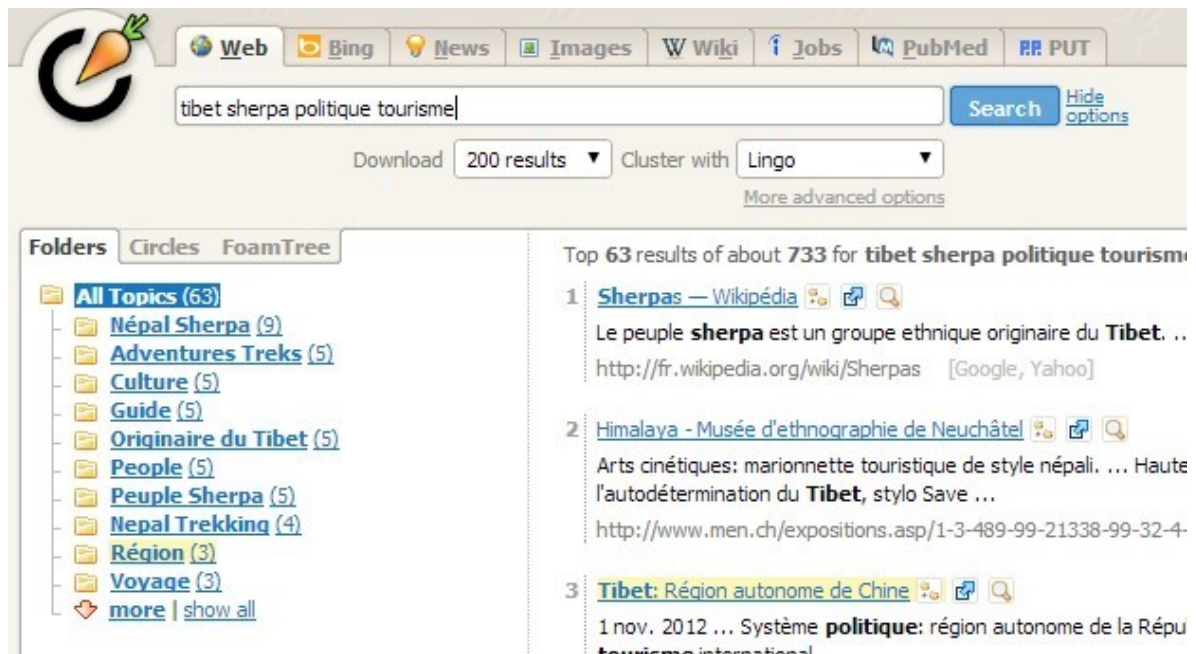 Web Bing News Images Wiki Jobs PubMed PUT
tibet sherpa politique tourisme
Search
Hide options
Download 200 results Cluster with Lingo
More advanced options
Folders Circles FoamTree
All Topics (63)
Népal Sherpa (9)
Adventures Treks (5)
Culture (5)
Guide (5)
Originaire du Tibet (5)
People (5)
Peuple Sherpa (5)
Nepal Trekking (4)
Région (3)
Voyage (3)
more | show all
Top 63 results of about 733 for tibet sherpa politique tourisme
1 Sherpas — Wikipédia
Le peuple sherpa est un groupe ethnique originaire du Tibet. ...
http://fr.wikipedia.org/wiki/Sherpas [Google, Yahoo]
2 Himalaya - Musée d'ethnographie de Neuchâtel
Arts cinétiques: marionnette touristique de style népali. ... Haute
l'autodétermination du Tibet, stylo Save ...
http://www.men.ch/expositions.asp/1-3-489-99-21338-99-32-4-
3 Tibet: Région autonome de Chine
1 nov. 2012 ... Système politique: région autonome de la Répu
tourisme international